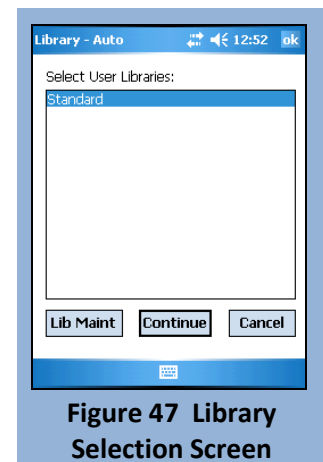 Library - Auto 12:52 ok
Select User Libraries:
Standard
Lib Maint Continue Cancel
Figure 47 Library
Selection Screen